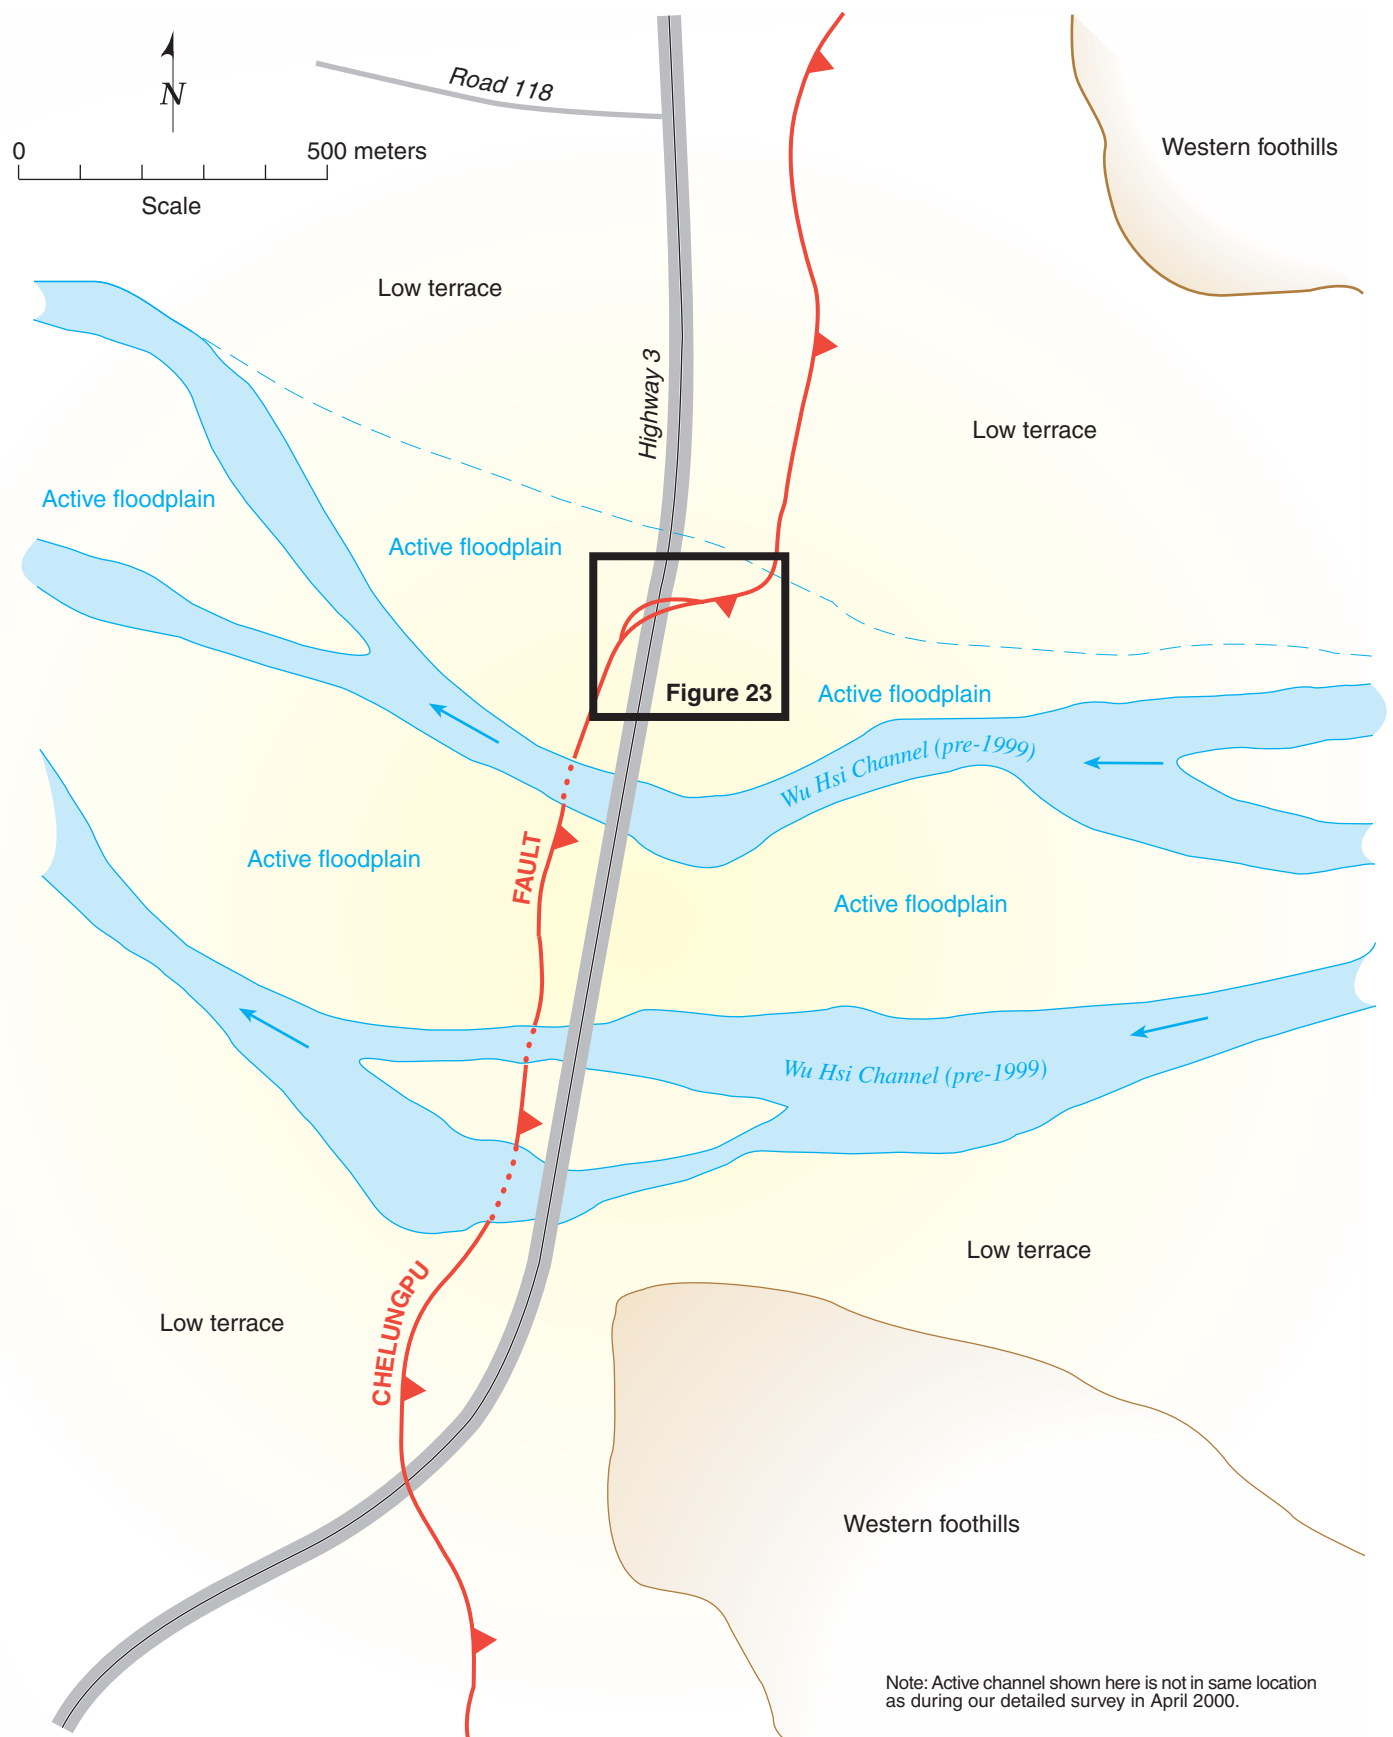 Road 118
N
0 500 meters
Scale
Western foothills
Low terrace
Highway 3
Low terrace
Active floodplain
Active floodplain
Figure 23
Active floodplain
Wu Hsi Channel (pre-1999)
FAULT
Active floodplain
Active floodplain
Wu Hsi Channel (pre-1999)
Low terrace
CHELUNGPU
Low terrace
Western foothills
Note: Active channel shown here is not in same location
as during our detailed survey in April 2000.